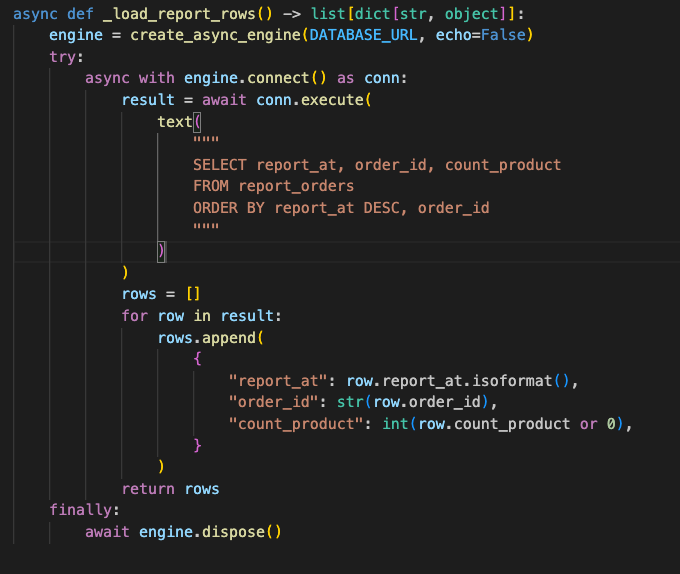 async def _load_report_rows() -> list[dict[str, object]]:
    engine = create_async_engine(DATABASE_URL, echo=False)
    try:
        async with engine.connect() as conn:
            result = await conn.execute(
                text(
                    """
                    SELECT report_at, order_id, count_product
                    FROM report_orders
                    ORDER BY report_at DESC, order_id
                    """
                )
            )
            rows = []
            for row in result:
                rows.append(
                    {
                        "report_at": row.report_at.isoformat(),
                        "order_id": str(row.order_id),
                        "count_product": int(row.count_product or 0),
                    }
                )
            return rows
    finally:
        await engine.dispose()